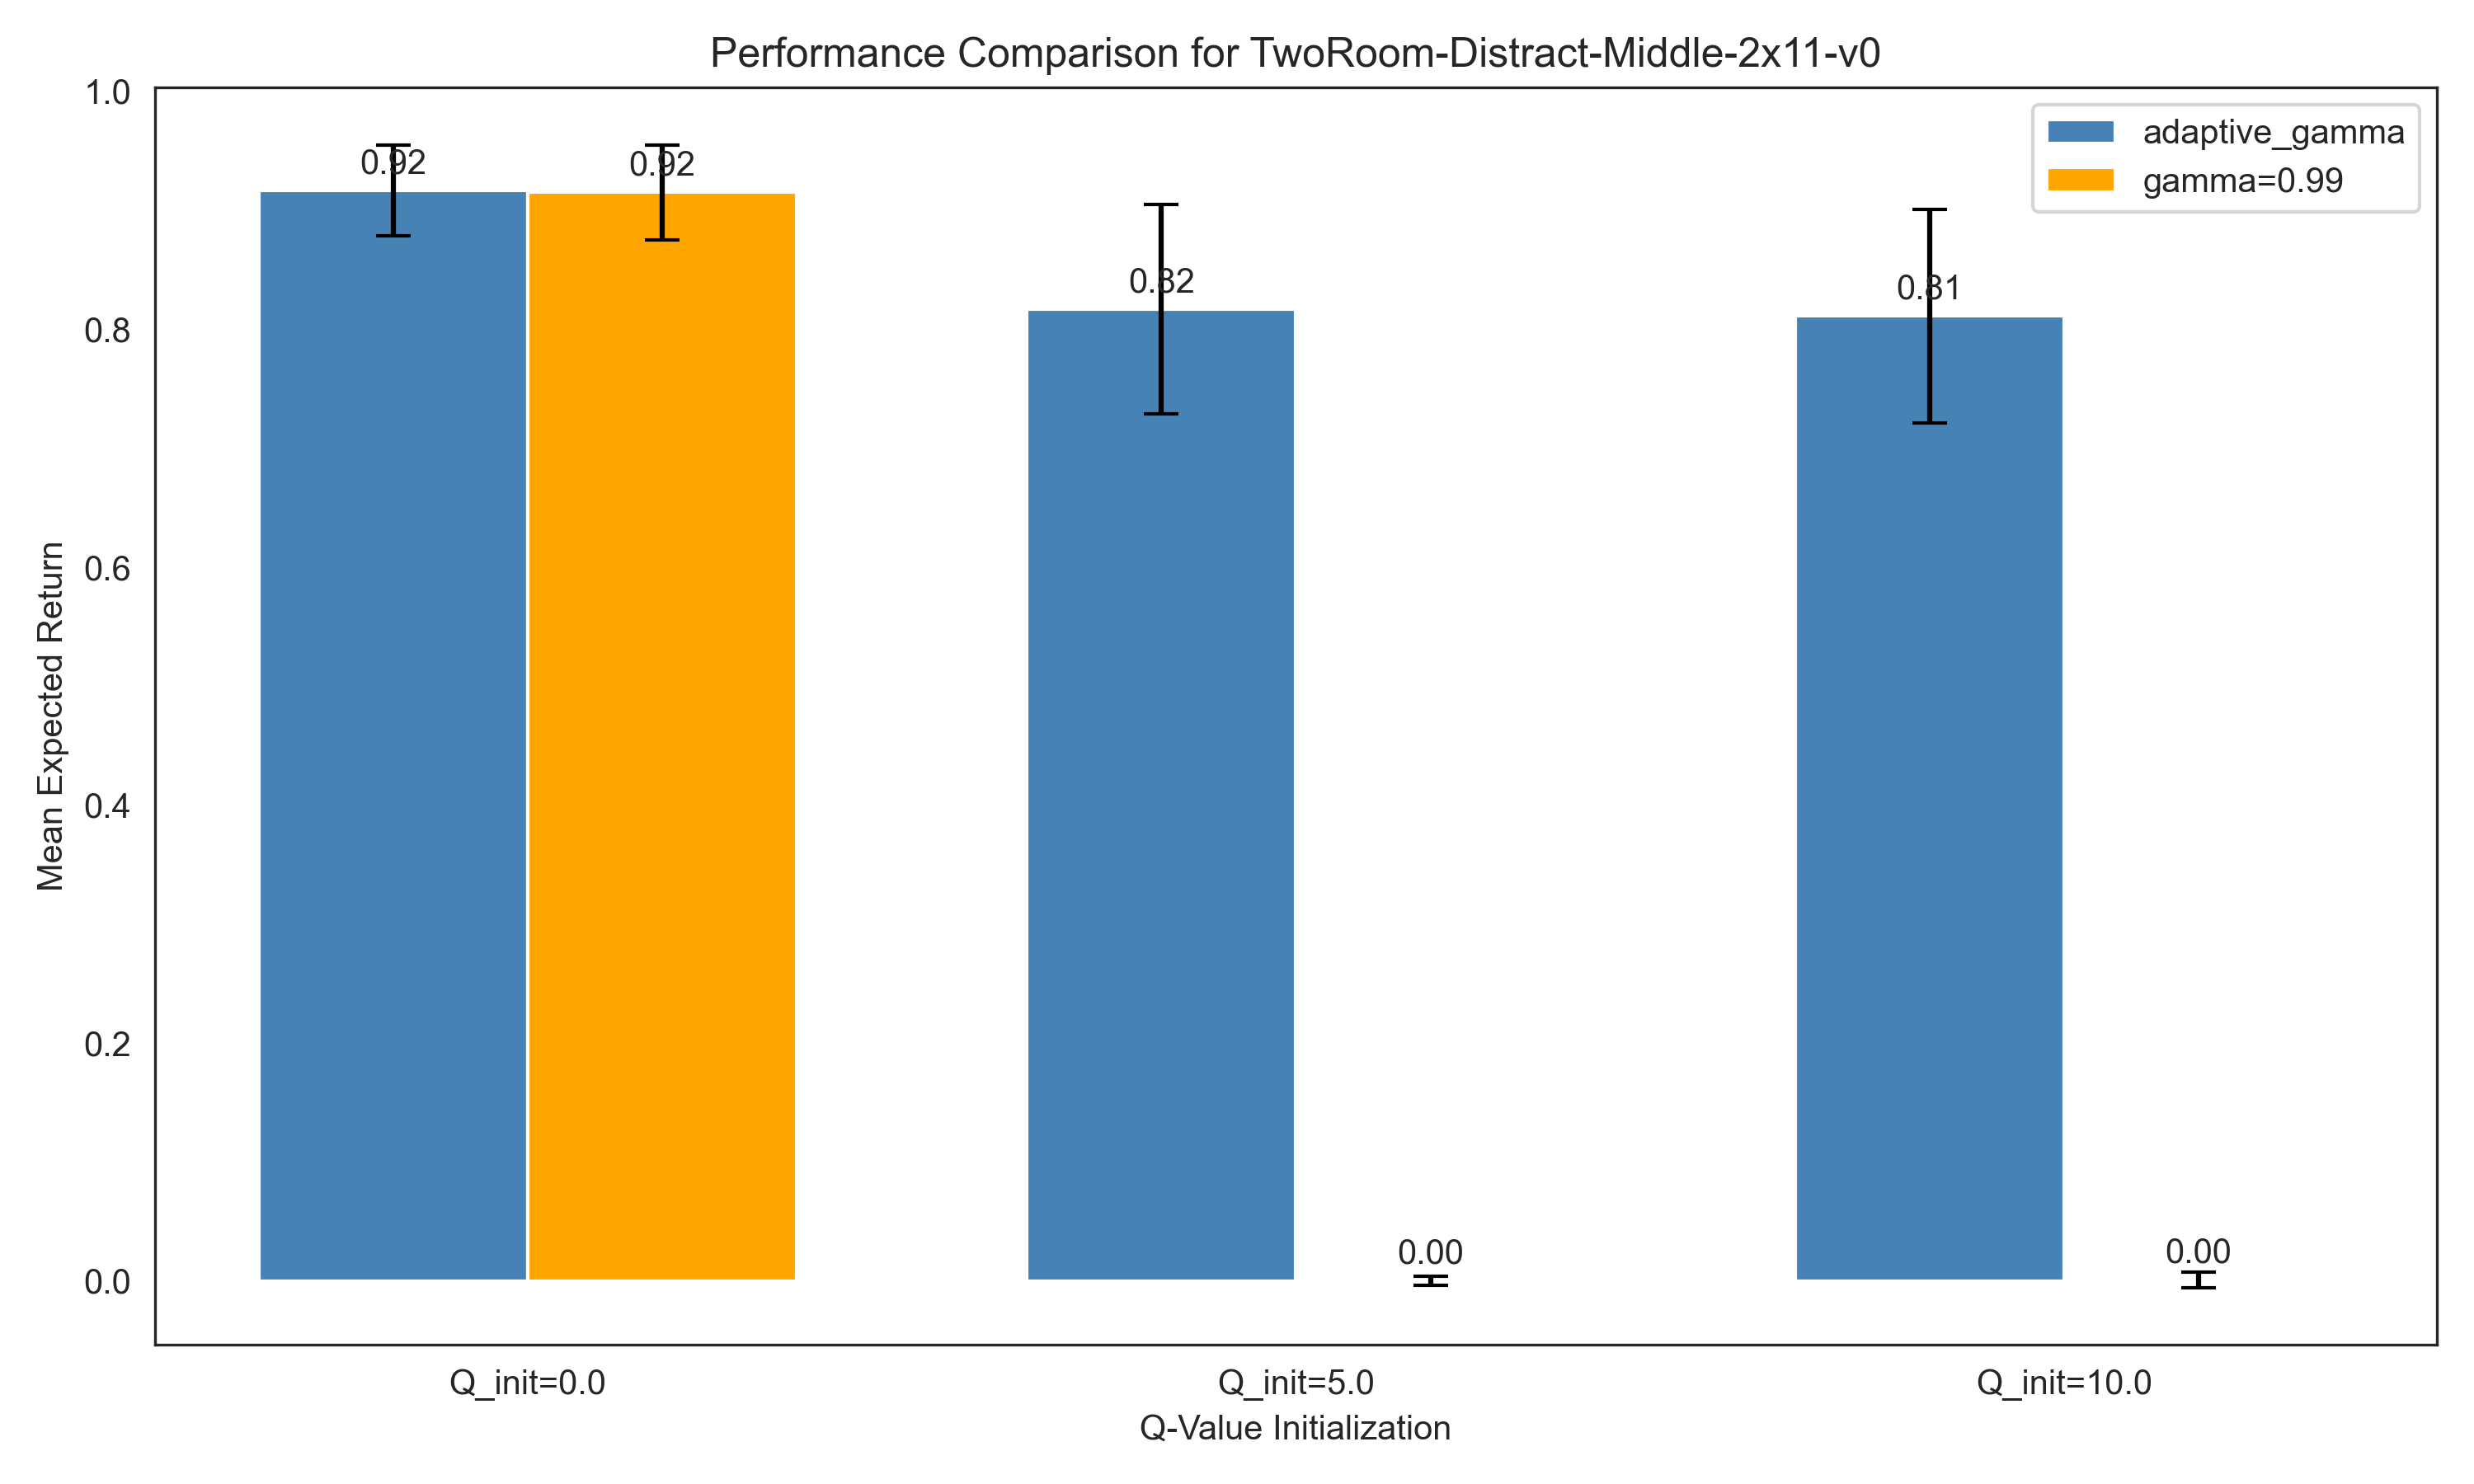 Performance Comparison for TwoRoom-Distract-Middle-2x11-v0
adaptive_gamma
gamma=0.99
Mean Expected Return
1.0
0.8
0.6
0.4
0.2
0.0
0.92
0.92
0.82
0.00
0.81
0.00
Q_init=0.0
Q_init=5.0
Q_init=10.0
Q-Value Initialization